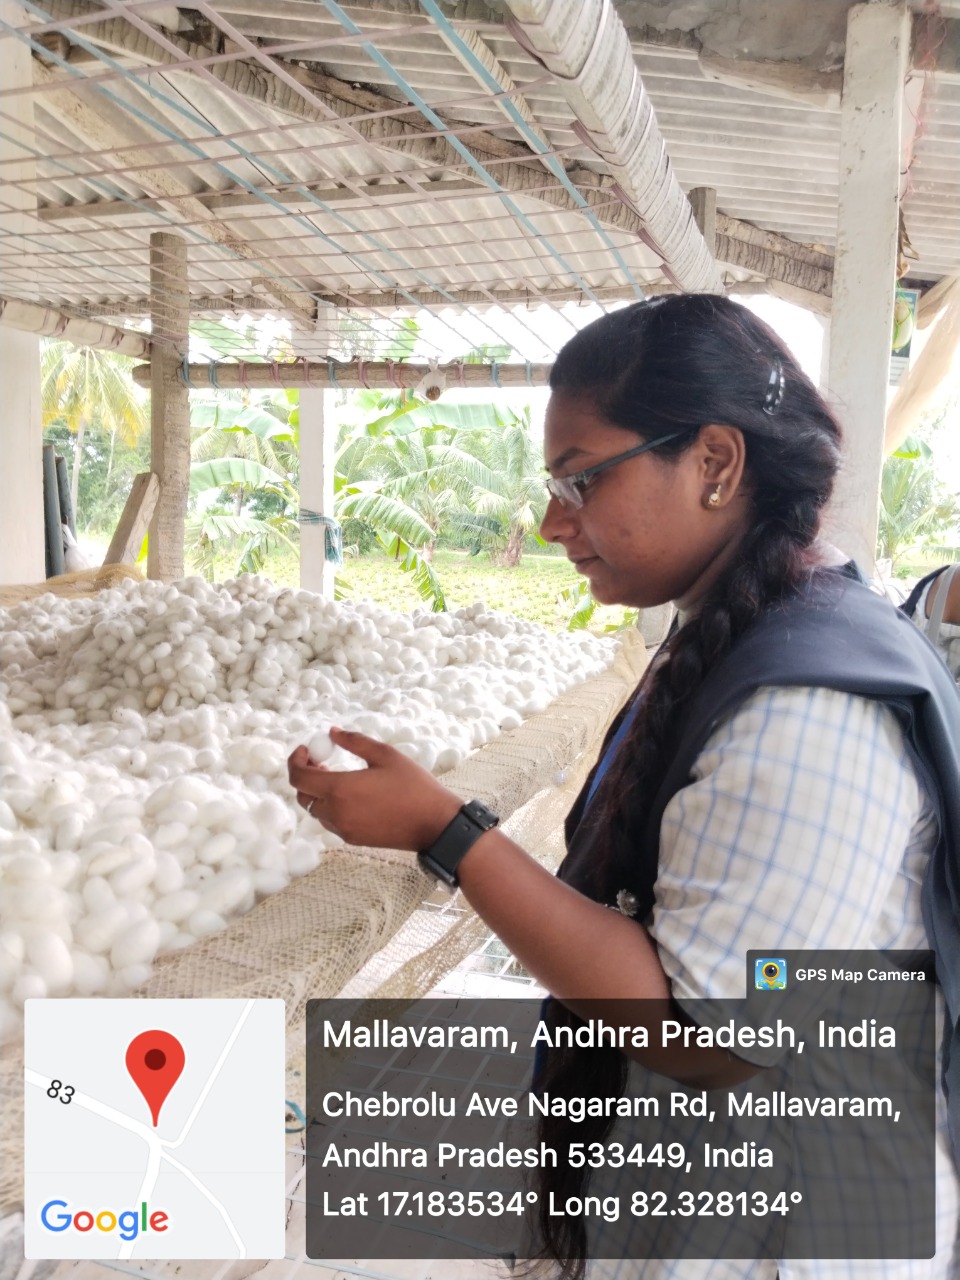 GPS Map Camera
Mallavaram, Andhra Pradesh, India
Chebrolu Ave Nagaram Rd, Mallavaram,
Andhra Pradesh 533449, India
Lat 17.183534° Long 82.328134°
83
Google